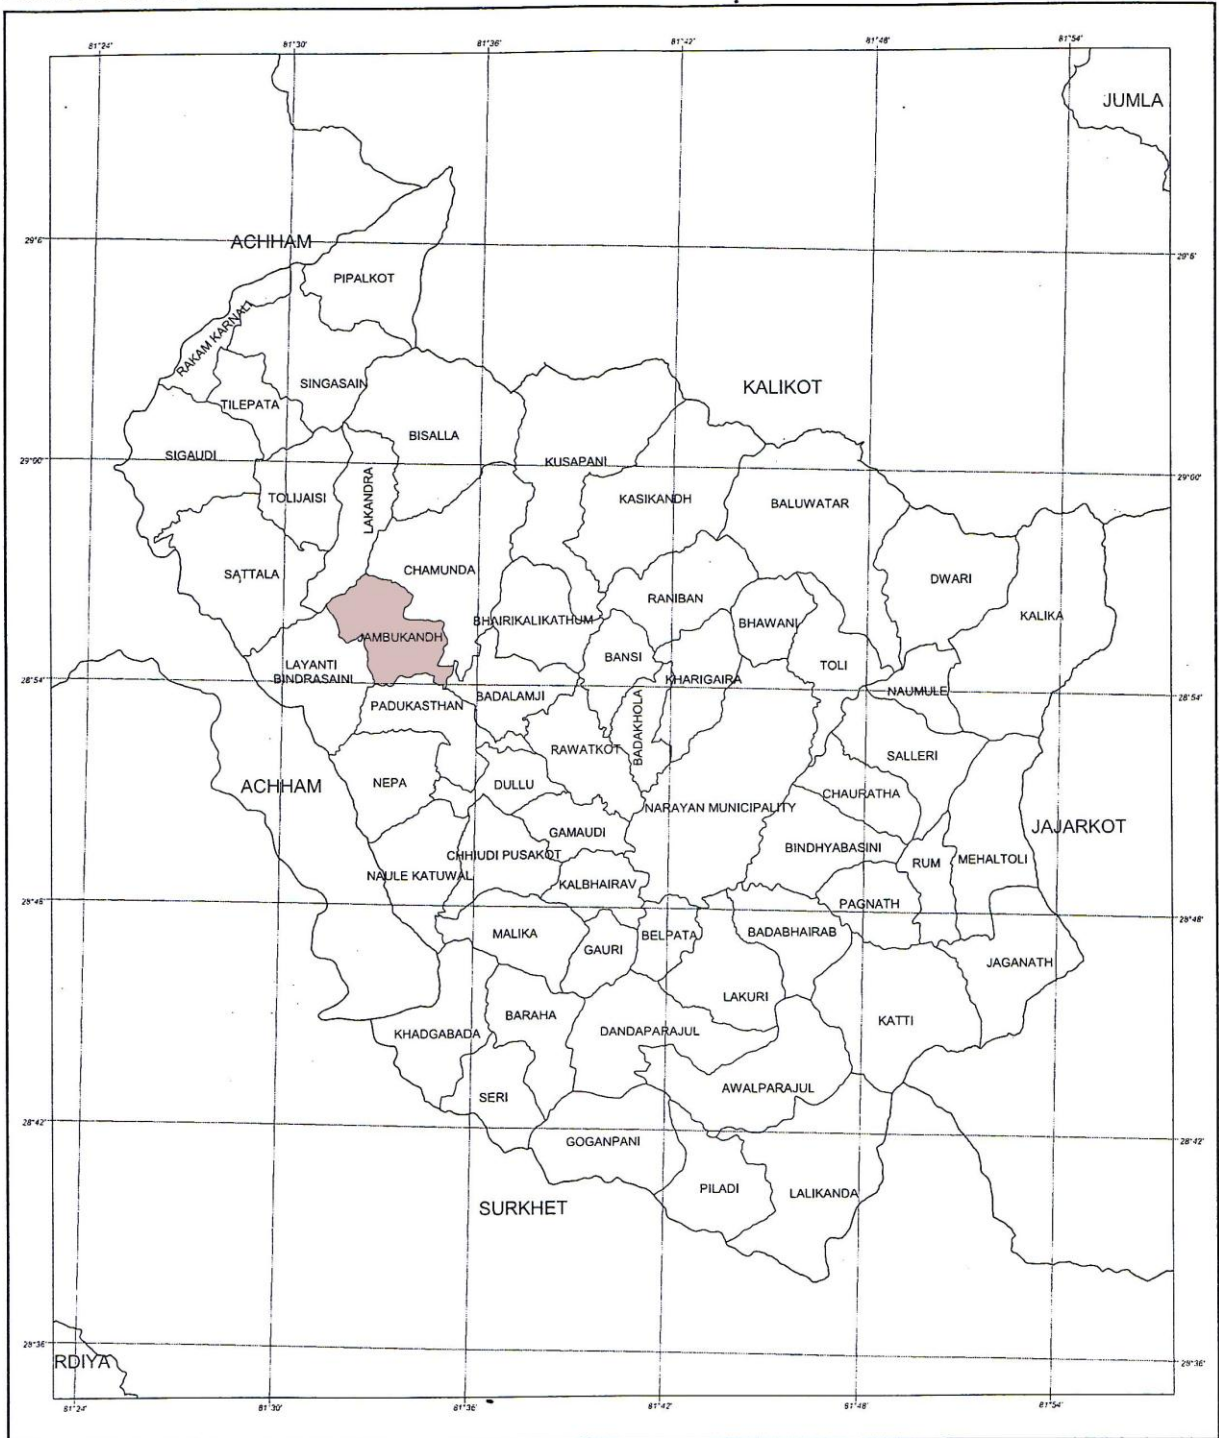 81°24' 81°30' 81°36' 81°42' 81°48' 81°54'
JUMLA
29°6' ACHHAM 29°6'
PIPALKOT
RAKAM KARNALI
SINGASAIN
KALIKOT
TILEPATA
BISALLA
29°00' SIGAUDI KUSAPANI 29°00'
TOLIJAISI LAKANDRA KASIKANDH BALUWATAR
SATTALA CHAMUNDA DWARI
RANIBAN
BHAIRIKALIKATHUM BHAWANI KALIKA
JAMBUKANDH
BANSI
LAYANTI TOLI
28°54' BINDRASAINI KHARIGAIRA 28°54'
BADALAMJI NAUMULE
PADUKASTHAN
BADAKHOLA
RAWATKOT SALLERI
ACHHAM NEPA DULLU CHAURATHA
NARAYAN MUNICIPALITY
JAJARKOT
GAMAUDI
BINDHYABASINI
CHHIUDI PUSAKOT RUM MEHALTOLI
NAULE KATUWAL KALBHAIRAV
28°48' PAGNATH 28°48'
MALIKA BELPATA BADABHAIRAB
GAURI JAGANATH
LAKURI
BARAHA KATTI
KHADGABADA DANDAPARAJUL
AWALPARAJUL
SERI
28°42' GOGANPANI 28°42'
PILADI LALIKANDA
SURKHET
28°36' 28°36'
RDIYA
81°24' 81°30' 81°36' 81°42' 81°48' 81°54'